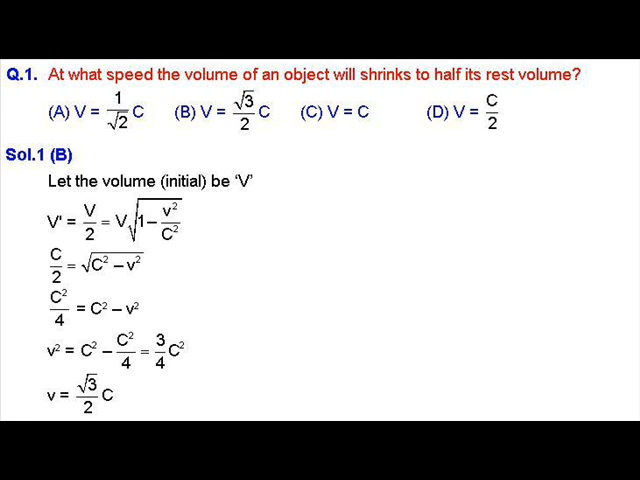 Q.1. At what speed the volume of an object will shrinks to half its rest volume?
(A) V = 1/√2 C (B) V = √3/2 C (C) V = C (D) V = C/2
Sol.1 (B)
Let the volume (initial) be 'V'
V' = V/2 = V√(1 – v²/C²)
C/2 = √(C² – v²)
C²/4 = C² – v²
v² = C² – C²/4 = 3/4 C²
v = √3/2 C